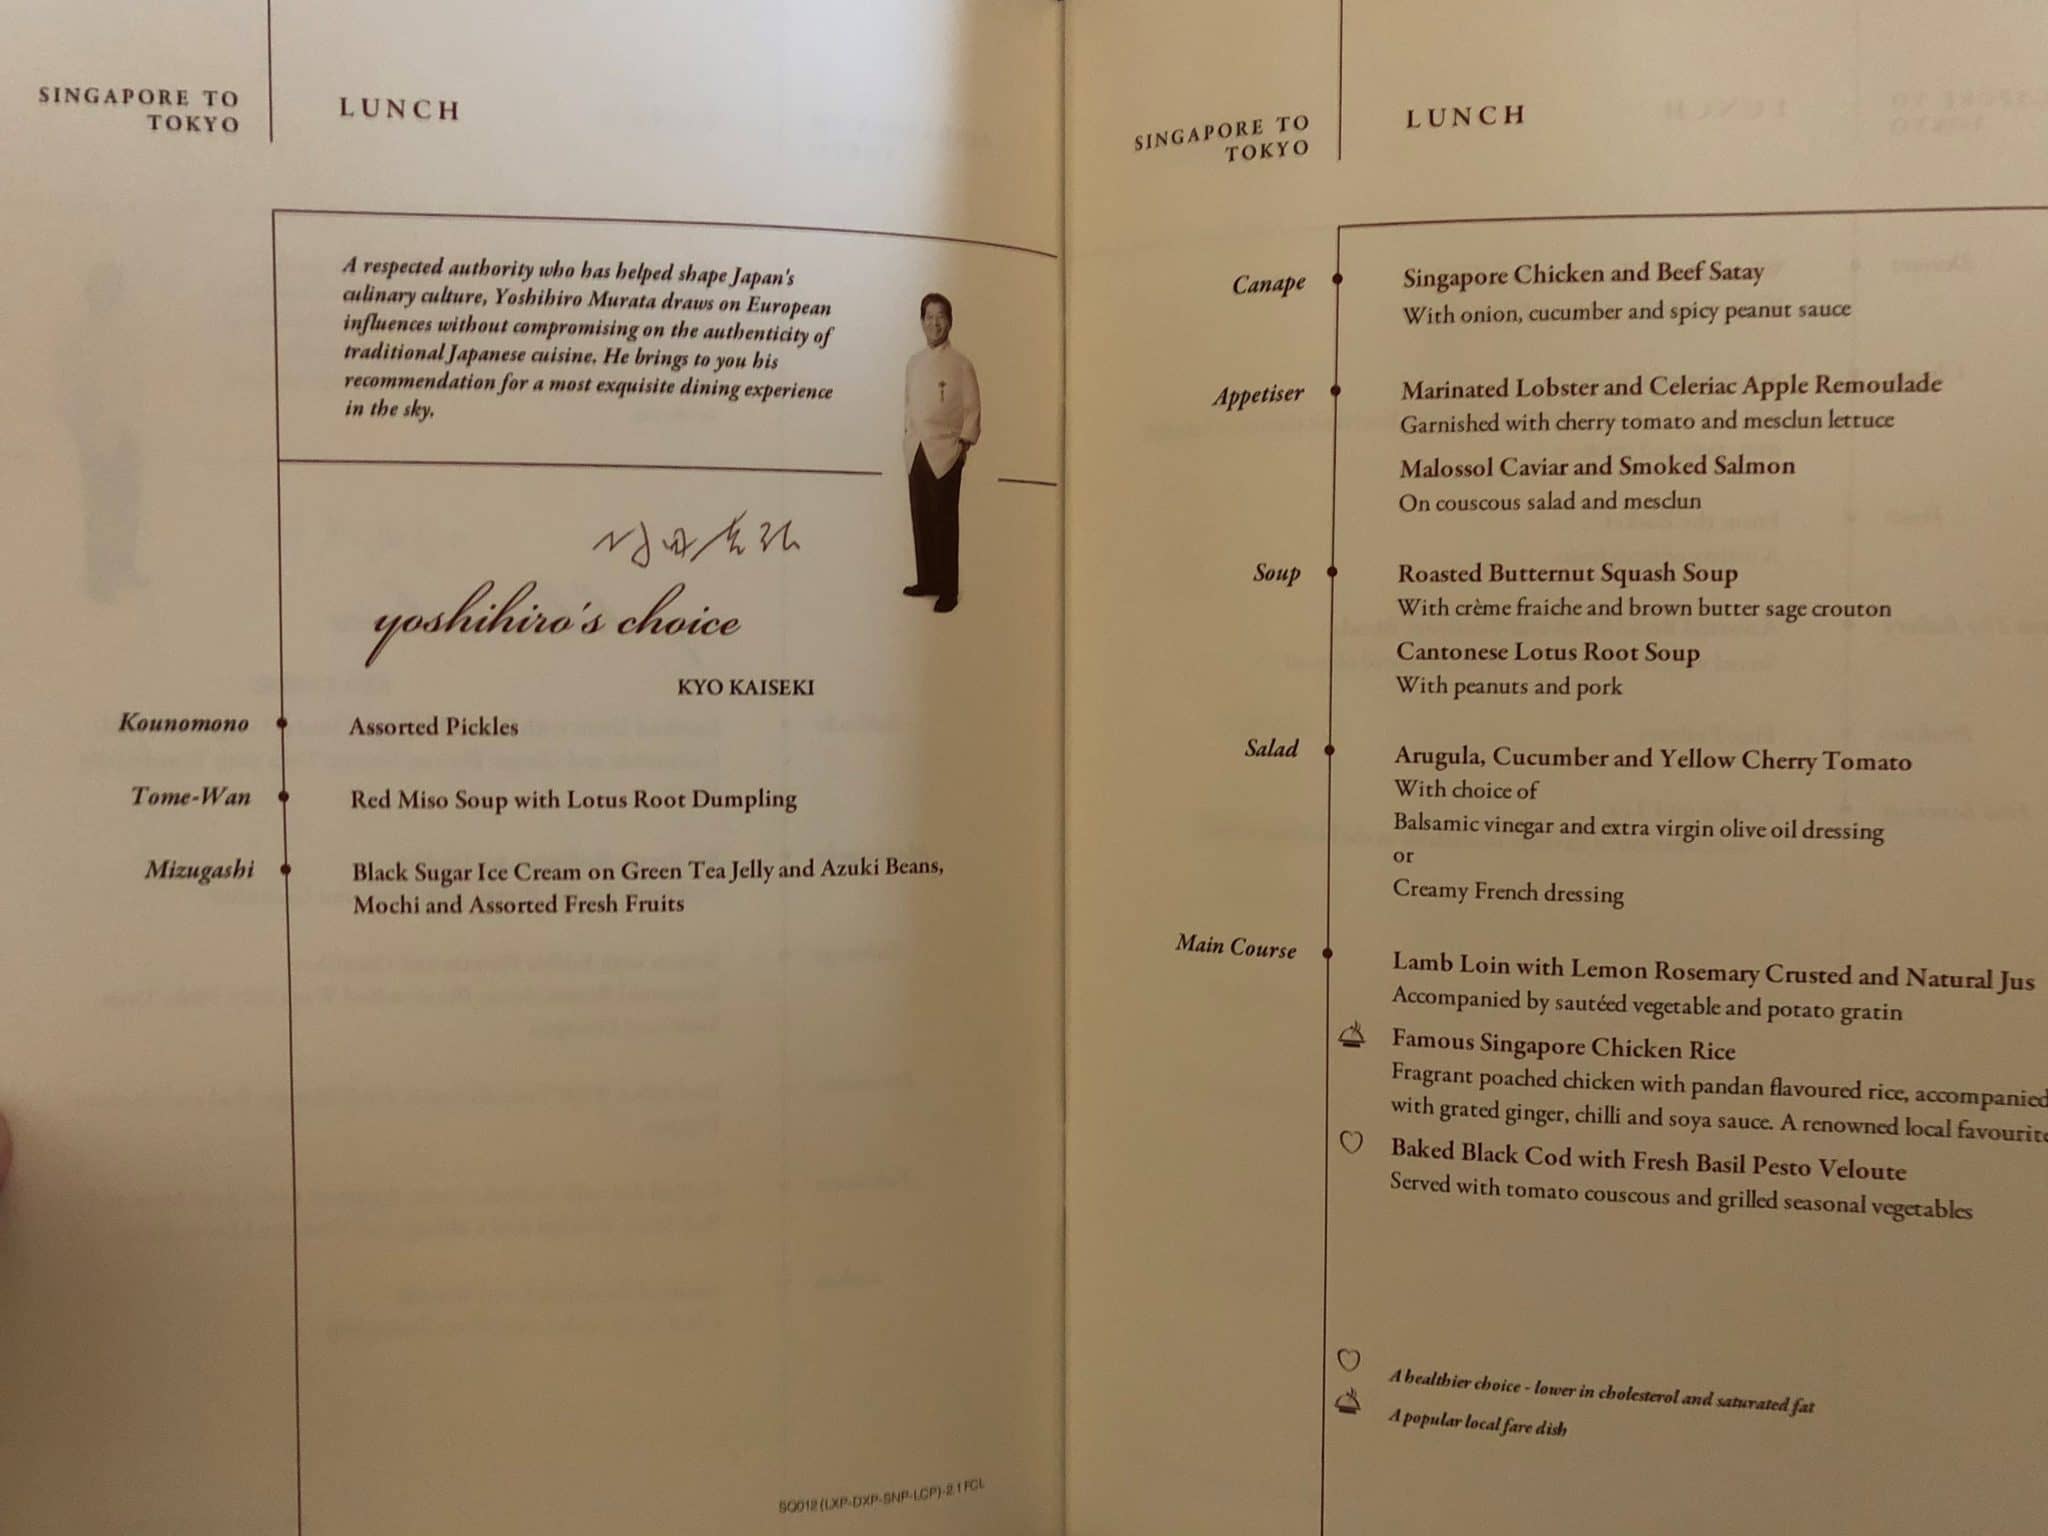 SINGAPORE TO
TOKYO
LUNCH
A respected authority who has helped shape Japan's
culinary culture, Yoshihiro Murata draws on European
influences without compromising on the authenticity of
traditional Japanese cuisine. He brings to you his
recommendation for a most exquisite dining experience
in the sky.
yoshihiro's choice
KYO KAISEKI
Kounomono
Assorted Pickles
Tome-Wan
Red Miso Soup with Lotus Root Dumpling
Mizugashi
Black Sugar Ice Cream on Green Tea Jelly and Azuki Beans,
Mochi and Assorted Fresh Fruits
SQ012 (LXP-DXP-SNP-LCP)-2.1 FCL
SINGAPORE TO
TOKYO
LUNCH
Canape
Singapore Chicken and Beef Satay
With onion, cucumber and spicy peanut sauce
Appetiser
Marinated Lobster and Celeriac Apple Remoulade
Garnished with cherry tomato and mesclun lettuce
Malossol Caviar and Smoked Salmon
On couscous salad and mesclun
Soup
Roasted Butternut Squash Soup
With crème fraiche and brown butter sage crouton
Cantonese Lotus Root Soup
With peanuts and pork
Salad
Arugula, Cucumber and Yellow Cherry Tomato
With choice of
Balsamic vinegar and extra virgin olive oil dressing
or
Creamy French dressing
Main Course
Lamb Loin with Lemon Rosemary Crusted and Natural Jus
Accompanied by sautéed vegetable and potato gratin
Famous Singapore Chicken Rice
Fragrant poached chicken with pandan flavoured rice, accompanied
with grated ginger, chilli and soya sauce. A renowned local favourite
Baked Black Cod with Fresh Basil Pesto Veloute
Served with tomato couscous and grilled seasonal vegetables
A healthier choice - lower in cholesterol and saturated fat
A popular local fare dish